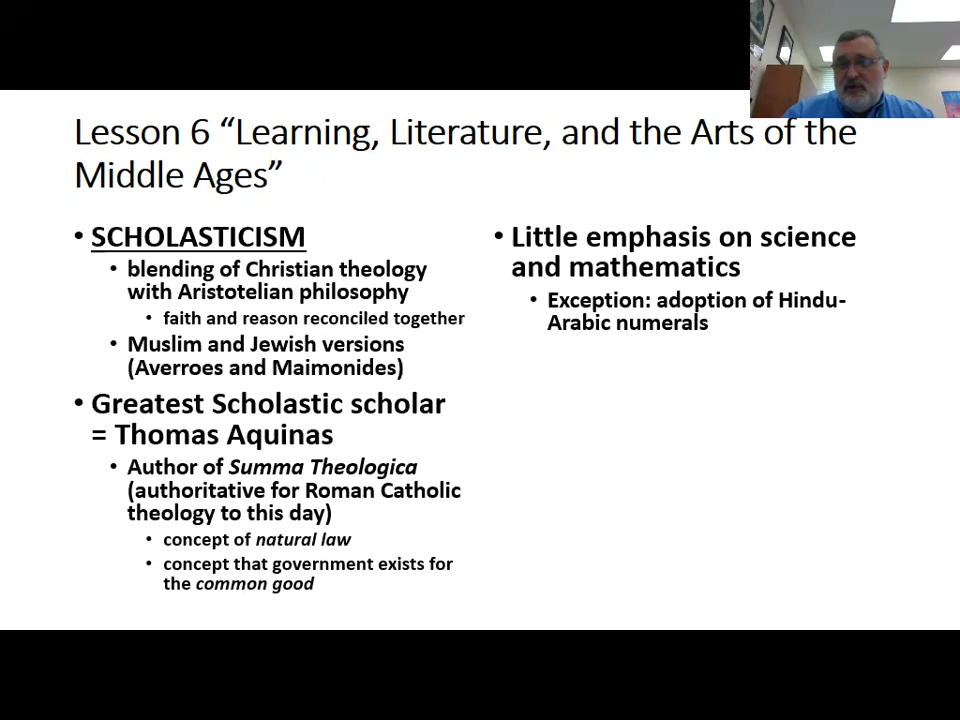 Lesson 6 “Learning, Literature, and the Arts of the
Middle Ages”
• SCHOLASTICISM
• blending of Christian theology
with Aristotelian philosophy
• faith and reason reconciled together
• Muslim and Jewish versions
(Averroes and Maimonides)
• Greatest Scholastic scholar
= Thomas Aquinas
• Author of Summa Theologica
(authoritative for Roman Catholic
theology to this day)
• concept of natural law
• concept that government exists for
the common good
• Little emphasis on science
and mathematics
• Exception: adoption of Hindu-
Arabic numerals